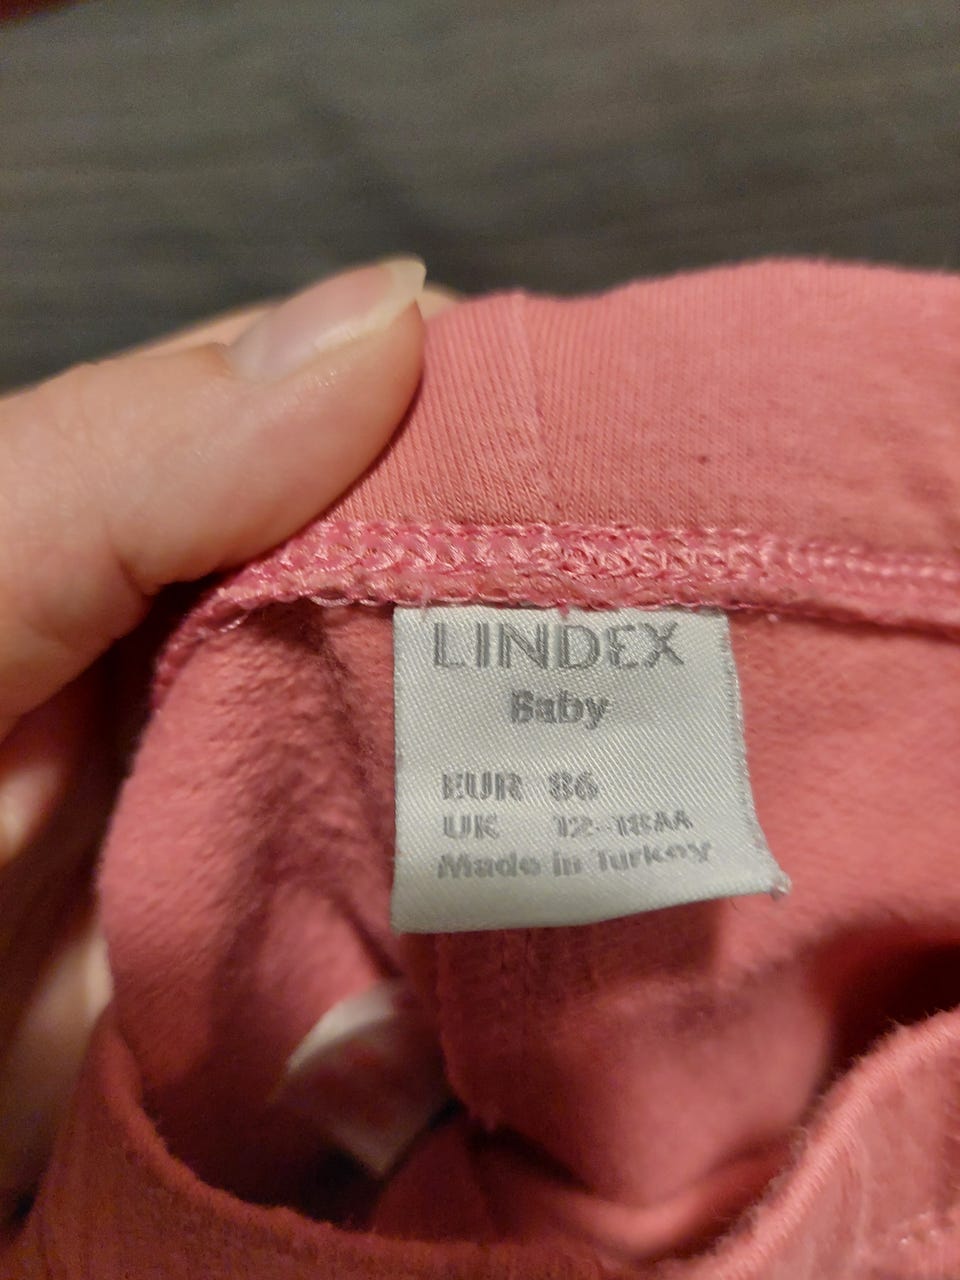 LINDEX
Baby
EUR 86
UK 12-18M
Made in Turkey